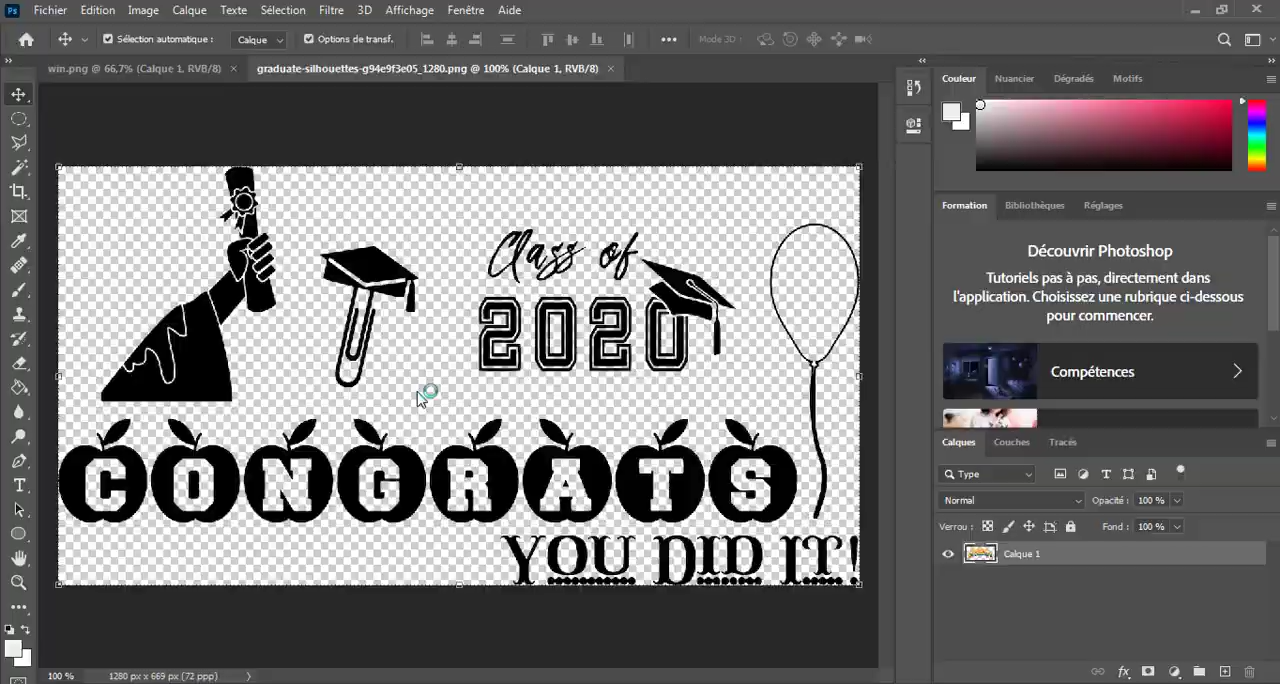 Ps Fichier Edition Image Calque Texte Sélection Filtre 3D Affichage Fenêtre Aide
Sélection automatique : Calque Options de transf. Mode 3D :
win.png @ 66,7% (Calque 1, RVB/8) × graduate-silhouettes-g94e9f3e05_1280.png @ 100% (Calque 1, RVB/8) ×
Couleur Nuancier Dégradés Motifs
Class of
2020
CONGRATS
YOU DID IT!
Formation Bibliothèques Réglages
Découvrir Photoshop
Tutoriels pas à pas, directement dans
l'application. Choisissez une rubrique ci-dessous
pour commencer.
Compétences
Calques Couches Tracés
Type
Normal Opacité : 100 %
Verrou : Fond : 100 %
Calque 1
100 % 1280 px x 669 px (72 ppp)